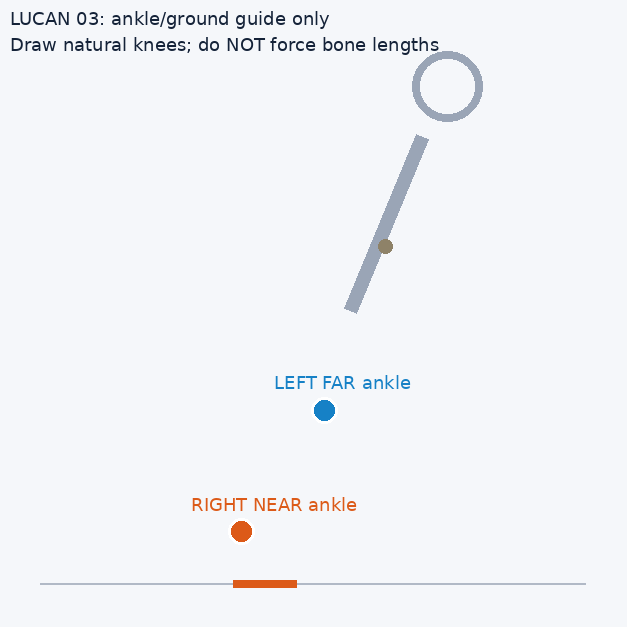 LUCAN 03: ankle/ground guide only
Draw natural knees; do NOT force bone lengths
LEFT FAR ankle
RIGHT NEAR ankle